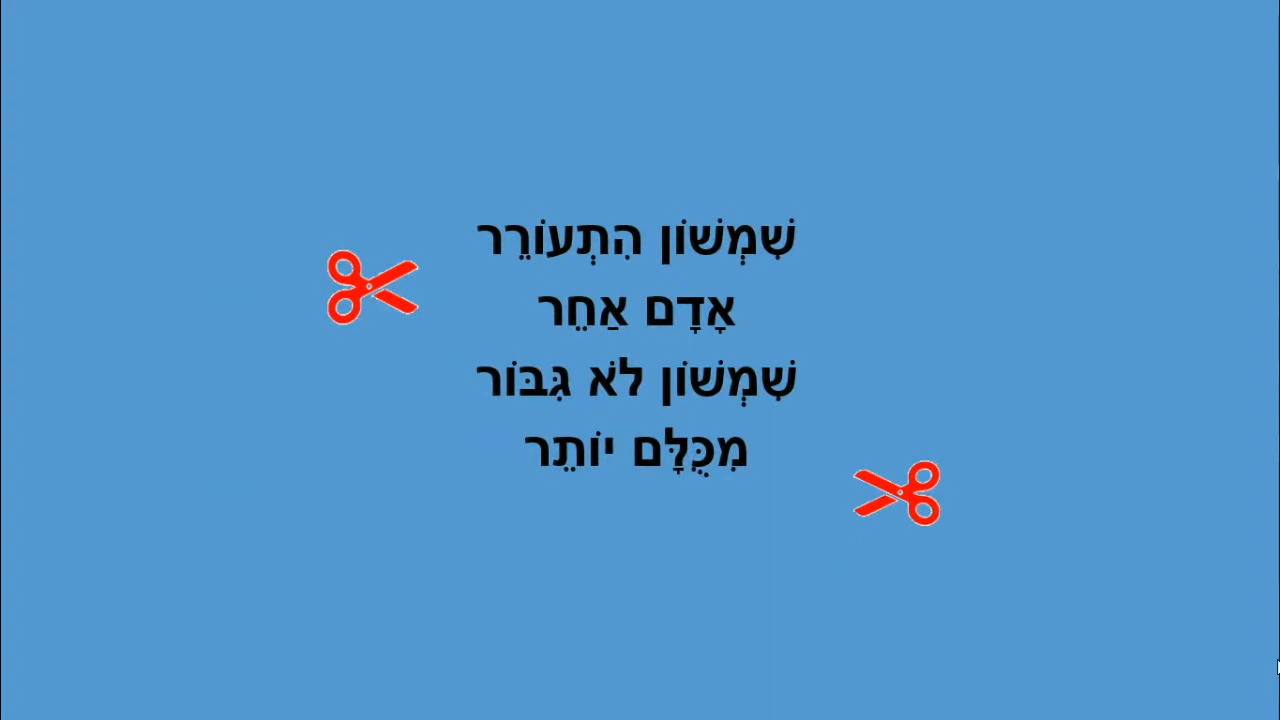 שִׁמְשׁוֹן הִתְעוֹרֵר
אָדָם אַחֵר
שִׁמְשׁוֹן לֹא גִּבּוֹר
מִכֻּלָּם יוֹתֵר